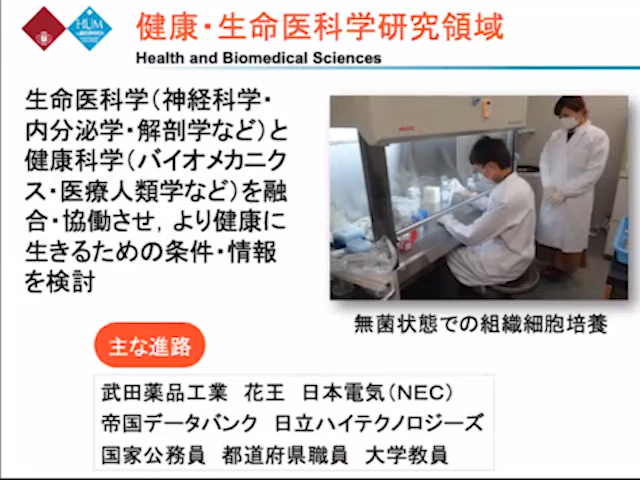 HUM
健康・生命医科学研究領域
Health and Biomedical Sciences
生命医科学（神経科学・
内分泌学・解剖学など）と
健康科学（バイオメカニク
ス・医療人類学など）を融
合・協働させ，より健康に
生きるための条件・情報
を検討
無菌状態での組織細胞培養
主な進路
武田薬品工業　花王　日本電気（NEC）
帝国データバンク　日立ハイテクノロジーズ
国家公務員　都道府県職員　大学教員